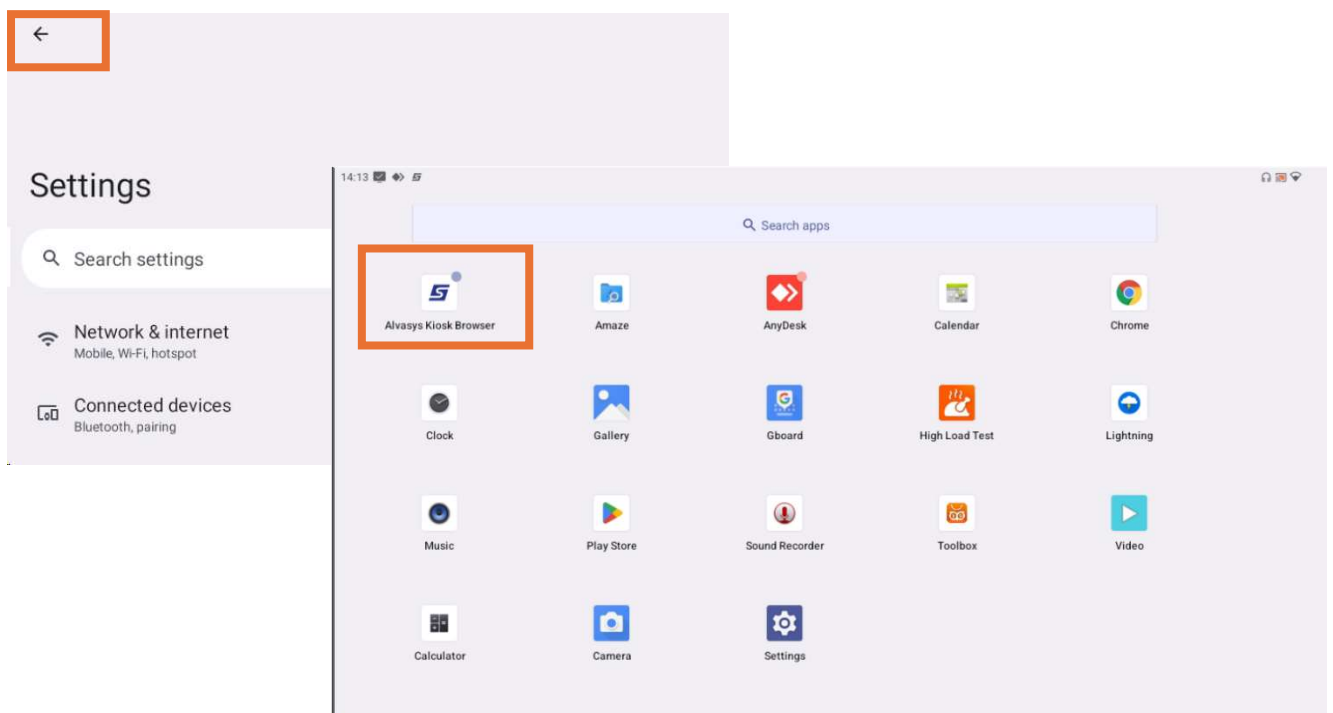 Settings
Search settings
Network & internet
Mobile, Wi-Fi, hotspot
Connected devices
Bluetooth, pairing
14:13
Search apps
Alvasys Kiosk Browser
Amaze
AnyDesk
Calendar
Chrome
Clock
Gallery
Gboard
High Load Test
Lightning
Music
Play Store
Sound Recorder
Toolbox
Video
Calculator
Camera
Settings